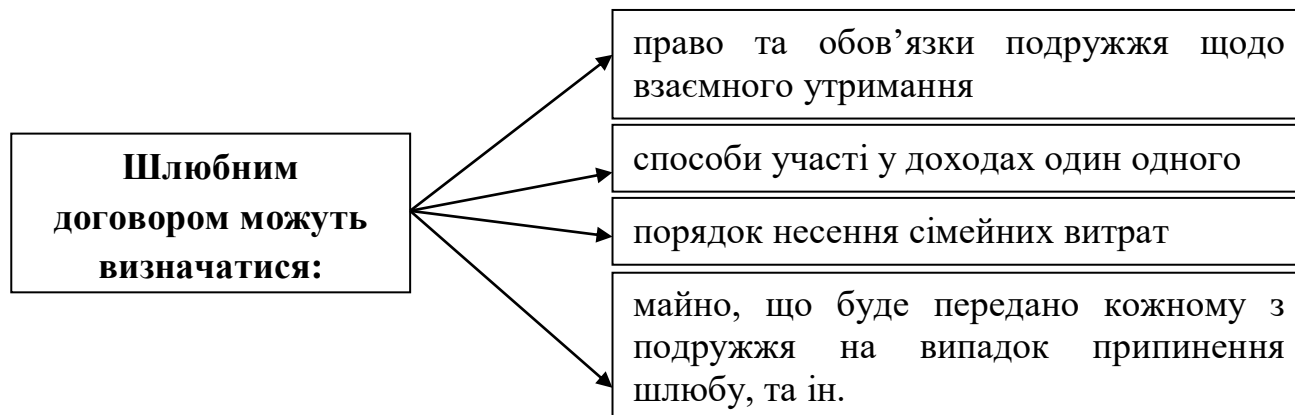 Шлюбним
договором можуть
визначатися:
право та обов’язки подружжя щодо
взаємного утримання
способи участі у доходах один одного
порядок несення сімейних витрат
майно, що буде передано кожному з
подружжя на випадок припинення
шлюбу, та ін.